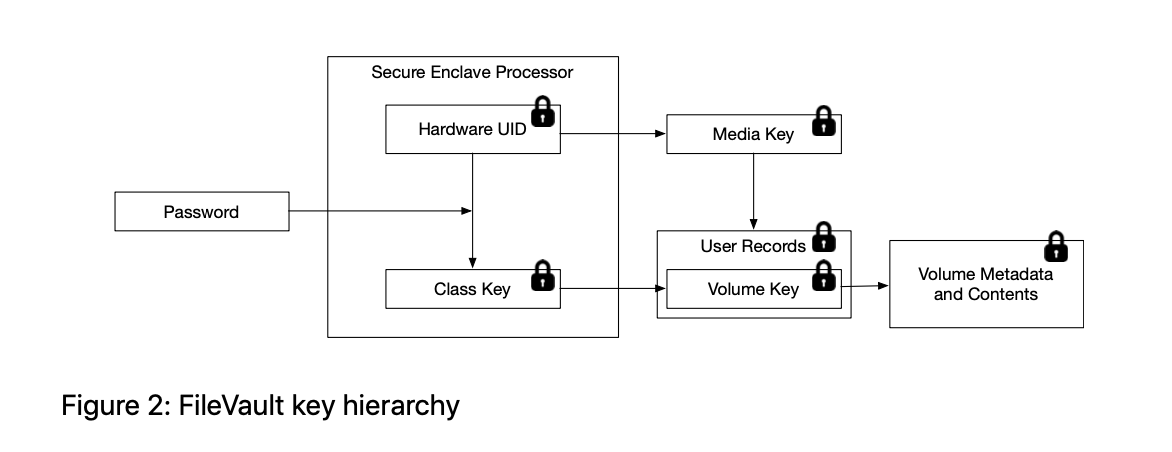 Secure Enclave Processor
Hardware UID
Media Key
Password
User Records
Class Key
Volume Key
Volume Metadata
and Contents
Figure 2: FileVault key hierarchy